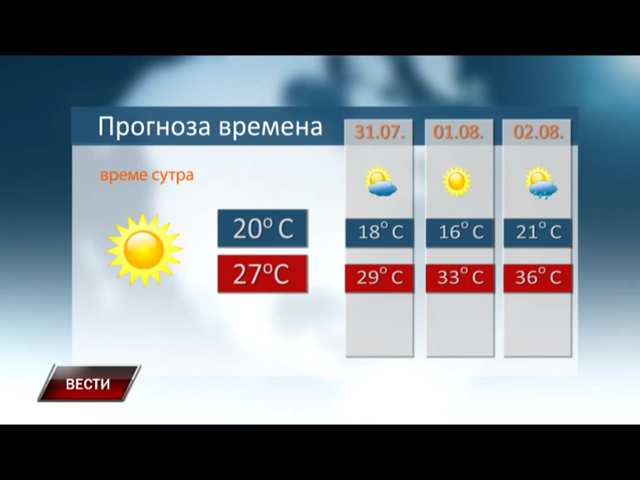 Прогноза времена
време сутра
20° C
27°C
31.07.
01.08.
02.08.
18° C
16° C
21° C
29° C
33° C
36° C
ВЕСТИ